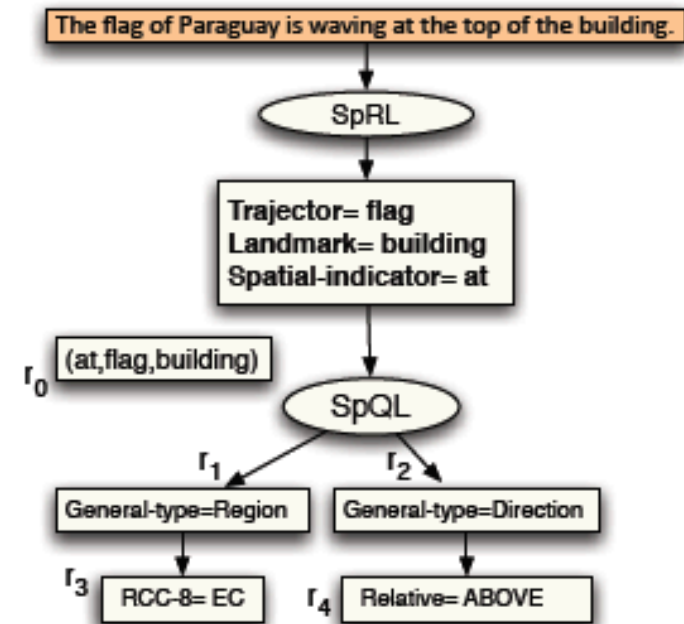 The flag of Paraguay is waving at the top of the building.
SpRL
Trajector= flag
Landmark= building
Spatial-indicator= at
r0 (at,flag,building)
SpQL
r1 r2
General-type=Region General-type=Direction
r3 RCC-8= EC r4 Relative= ABOVE